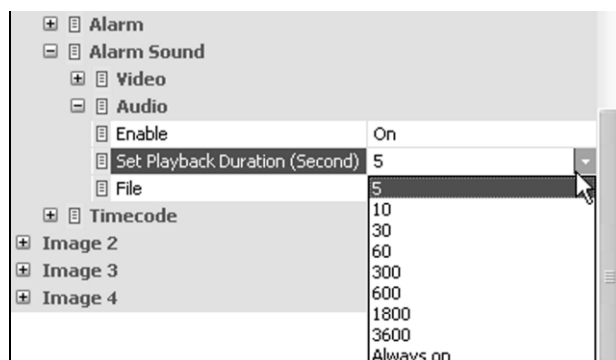 Alarm
Alarm Sound
Video
Audio
Enable On
Set Playback Duration (Second) 5
File 5
10
Timecode
30
Image 2 60
300
Image 3 600
Image 4 1800
3600
Always on